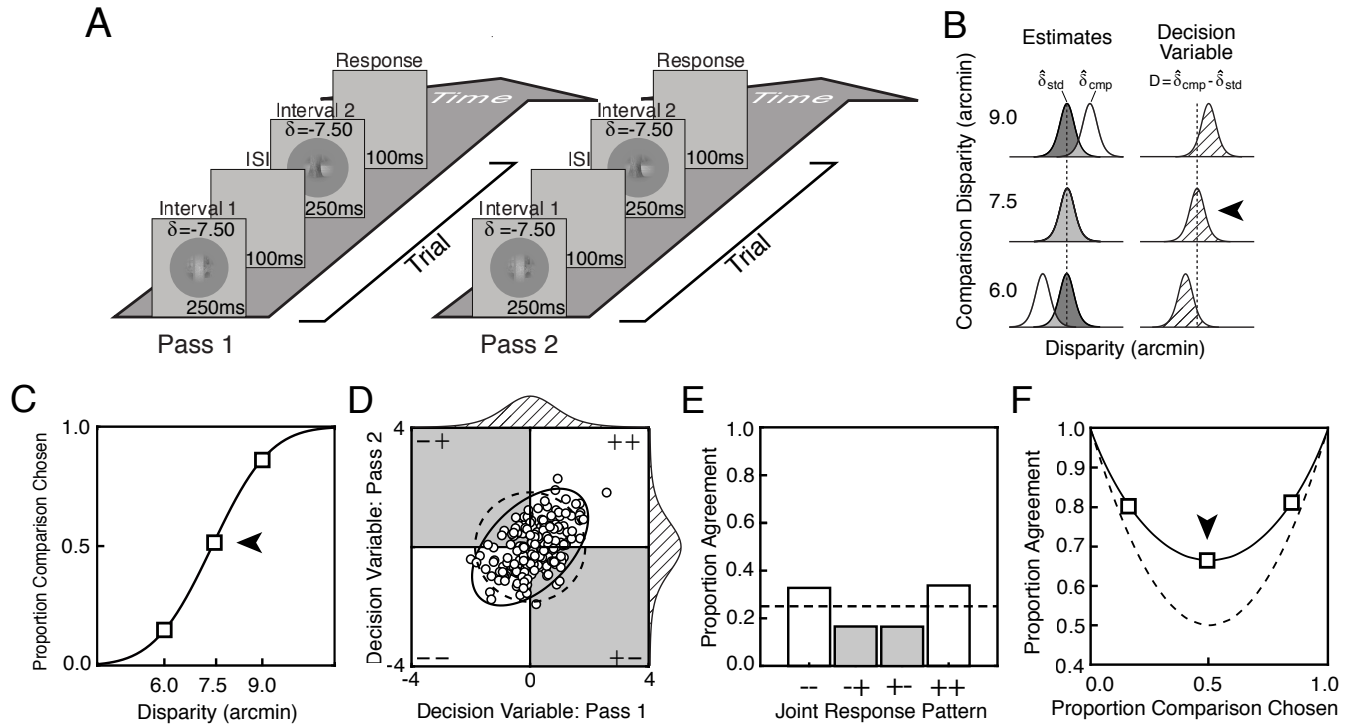 A
Response
Time
Interval 2
δ=-7.50
100ms
ISI
250ms
Interval 1
δ=-7.50
100ms
250ms
Trial
Pass 1
Response
Time
Interval 2
δ=-7.50
100ms
ISI
250ms
Interval 1
δ=-7.50
100ms
250ms
Trial
Pass 2
B
Estimates
Decision
Variable
δ̂std
δ̂cmp
D=δ̂cmp-δ̂std
Comparison Disparity (arcmin)
9.0
7.5
6.0
Disparity (arcmin)
C
Proportion Comparison Chosen
1.0
0.5
0.0
6.0 7.5 9.0
Disparity (arcmin)
D
Decision Variable: Pass 2
4
-4
-+
++
--
+-
-4 0 4
Decision Variable: Pass 1
E
Proportion Agreement
1.0
0.8
0.6
0.4
0.2
0.0
-- -+ +- ++
Joint Response Pattern
F
Proportion Agreement
1.0
0.9
0.8
0.7
0.6
0.5
0.4
0.0 0.5 1.0
Proportion Comparison Chosen